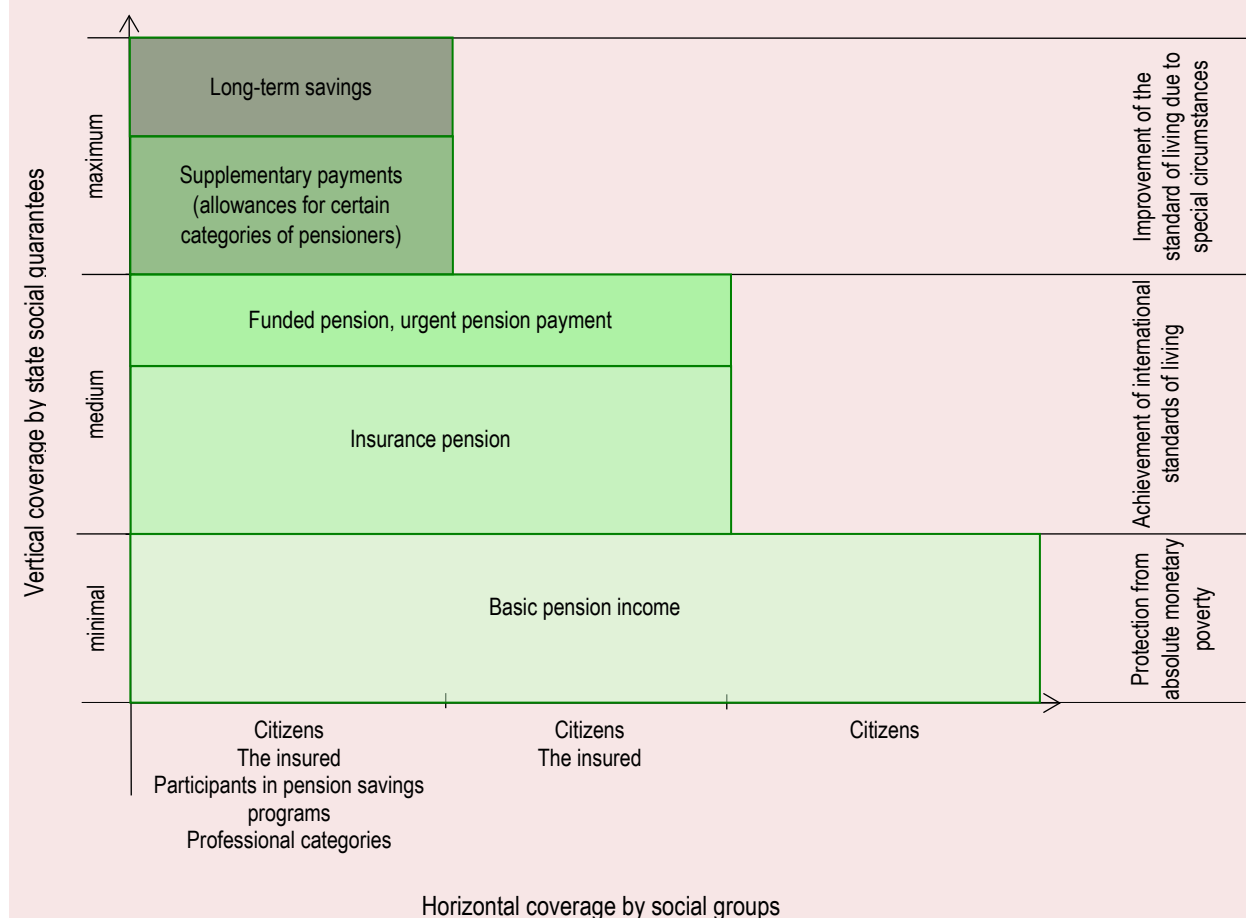 Vertical coverage by state social quarantees
maximum
medium
minimal
Long-term savings
Supplementary payments
(allowances for certain
categories of pensioners)
Funded pension, urgent pension payment
Insurance pension
Basic pension income
Improvement of the
standard of living due to
special circumstances
Achievement of international
standards of living
Protection from
absolute monetary
poverty
Citizens
The insured
Participants in pension savings
programs
Professional categories
Citizens
The insured
Citizens
Horizontal coverage by social groups